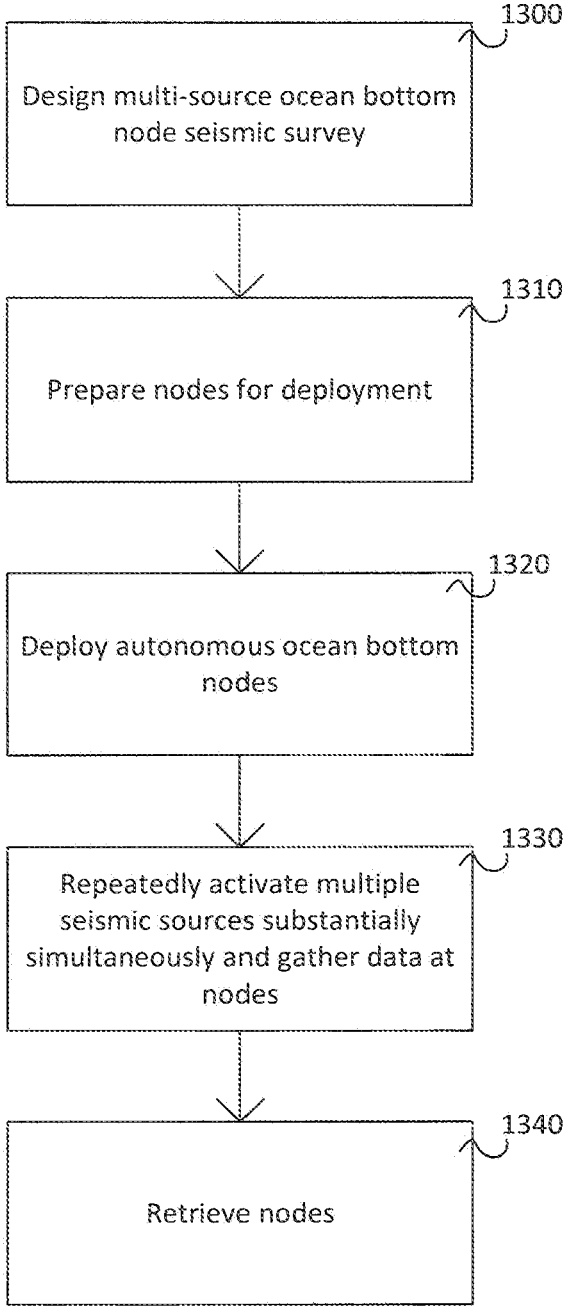 1300
Design multi-source ocean bottom
node seismic survey
1310
Prepare nodes for deployment
1320
Deploy autonomous ocean bottom
nodes
1330
Repeatedly activate multiple
seismic sources substantially
simultaneously and gather data at
nodes
1340
Retrieve nodes